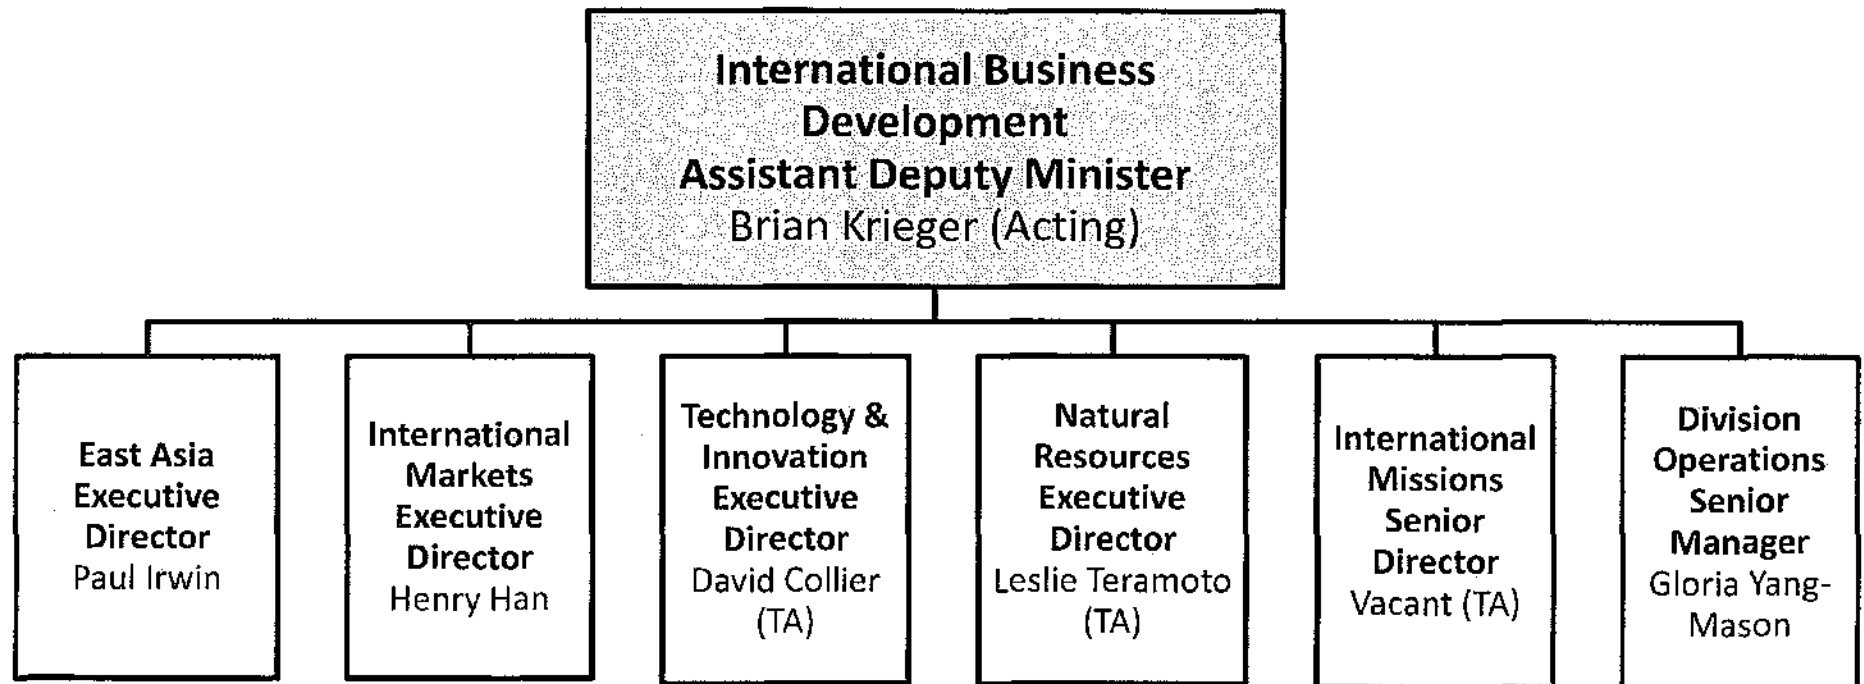 International Business
Development
Assistant Deputy Minister
Brian Krieger (Acting)
East Asia
Executive
Director
Paul Irwin
International
Markets
Executive
Director
Henry Han
Technology &
Innovation
Executive
Director
David Collier
(TA)
Natural
Resources
Executive
Director
Leslie Teramoto
(TA)
International
Missions
Senior
Director
Vacant (TA)
Division
Operations
Senior
Manager
Gloria Yang-
Mason